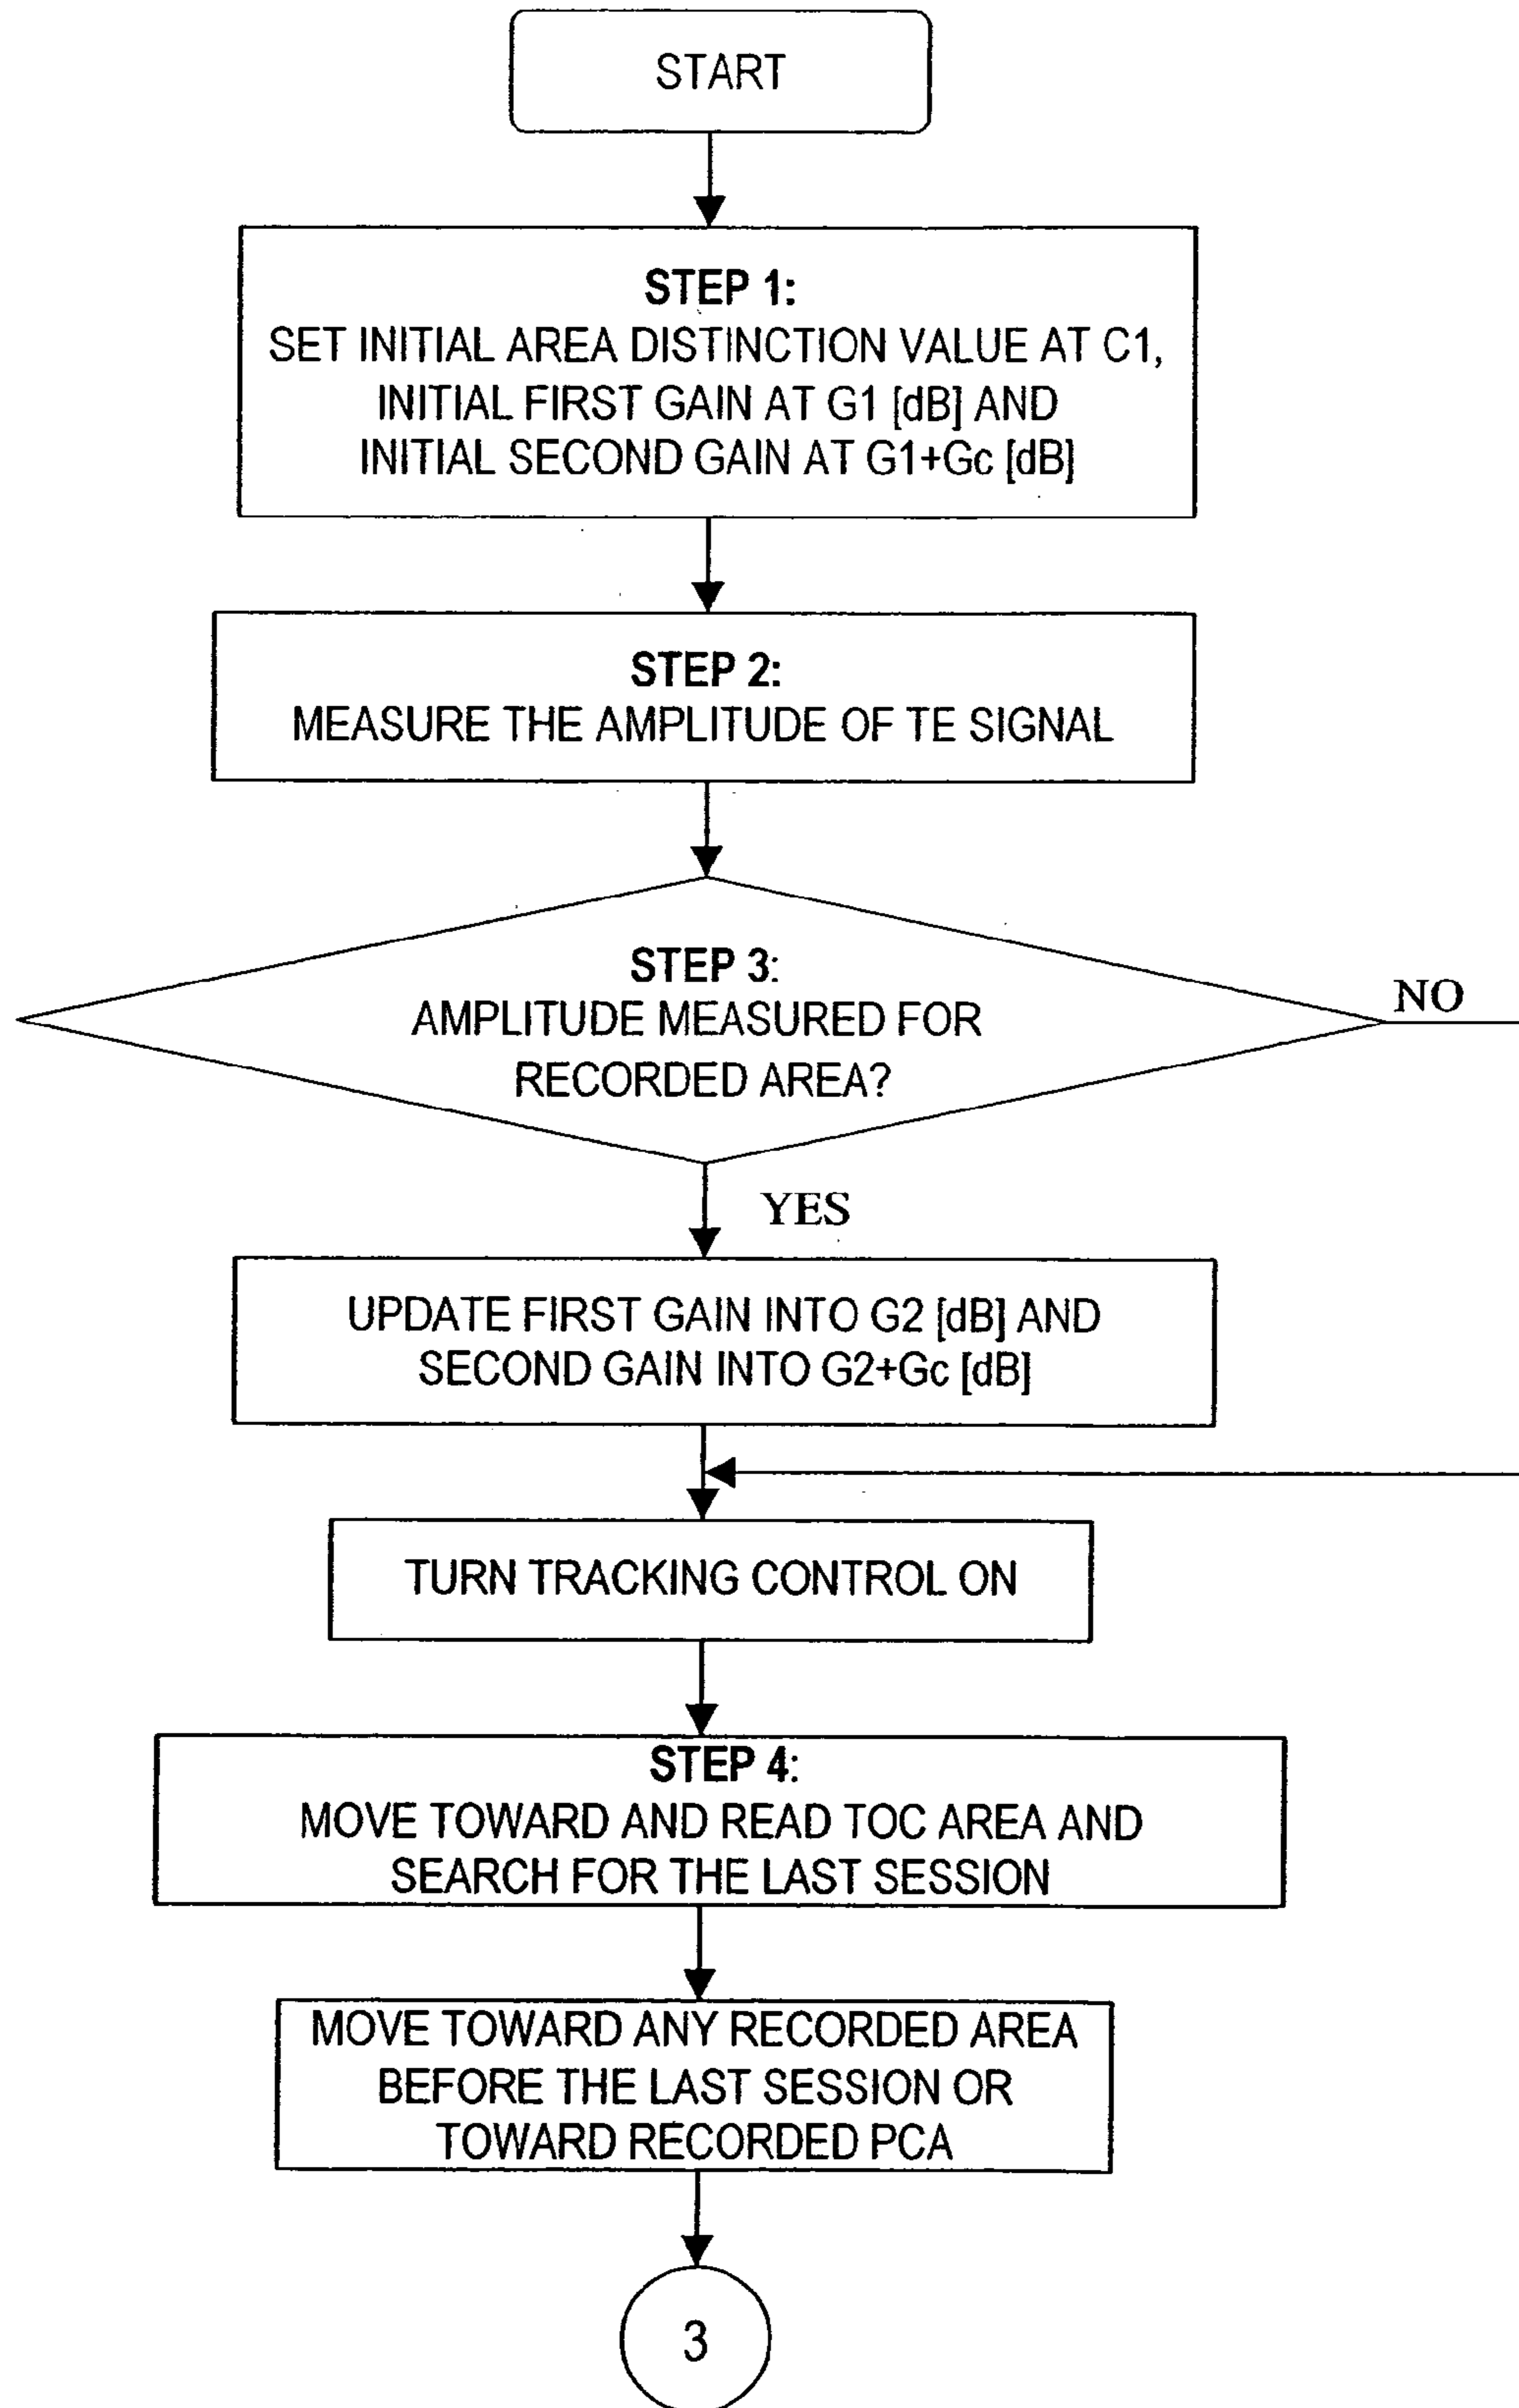 START
STEP 1:
SET INITIAL AREA DISTINCTION VALUE AT C1,
INITIAL FIRST GAIN AT G1 [dB] AND
INITIAL SECOND GAIN AT G1+Gc [dB]
STEP 2:
MEASURE THE AMPLITUDE OF TE SIGNAL
STEP 3:
AMPLITUDE MEASURED FOR
RECORDED AREA?
NO
YES
UPDATE FIRST GAIN INTO G2 [dB] AND
SECOND GAIN INTO G2+Gc [dB]
TURN TRACKING CONTROL ON
STEP 4:
MOVE TOWARD AND READ TOC AREA AND
SEARCH FOR THE LAST SESSION
MOVE TOWARD ANY RECORDED AREA
BEFORE THE LAST SESSION OR
TOWARD RECORDED PCA
3